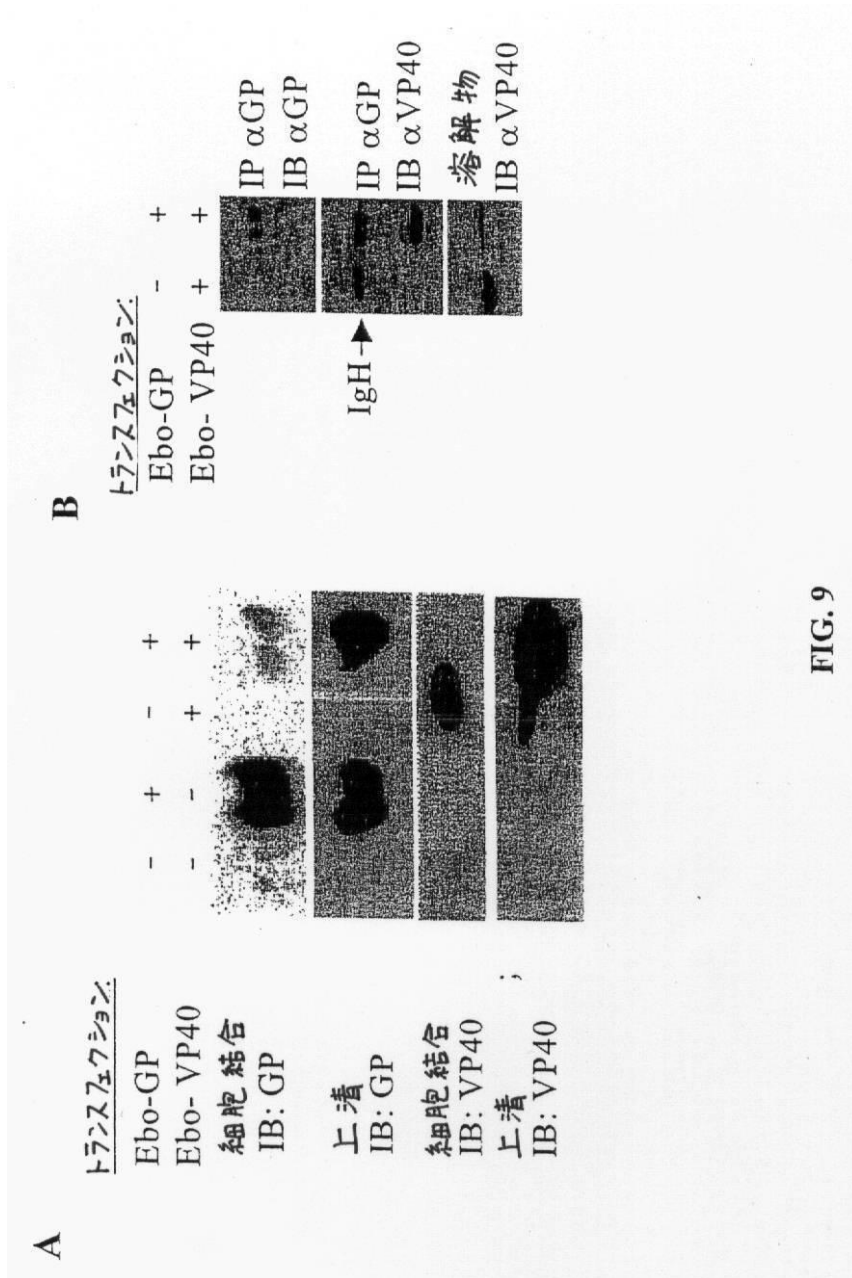 A
トランスフェクション:
Ebo-GP - + - +
Ebo- VP40 - - + +
細胞結合
IB: GP
上清
IB: GP
細胞結合
IB: VP40
上清 ;
IB: VP40
B
トランスフェクション:
Ebo-GP - +
Ebo- VP40 + +
IP αGP
IB αGP
IgH→
IP αGP
IB αVP40
溶解物
IB αVP40
FIG. 9